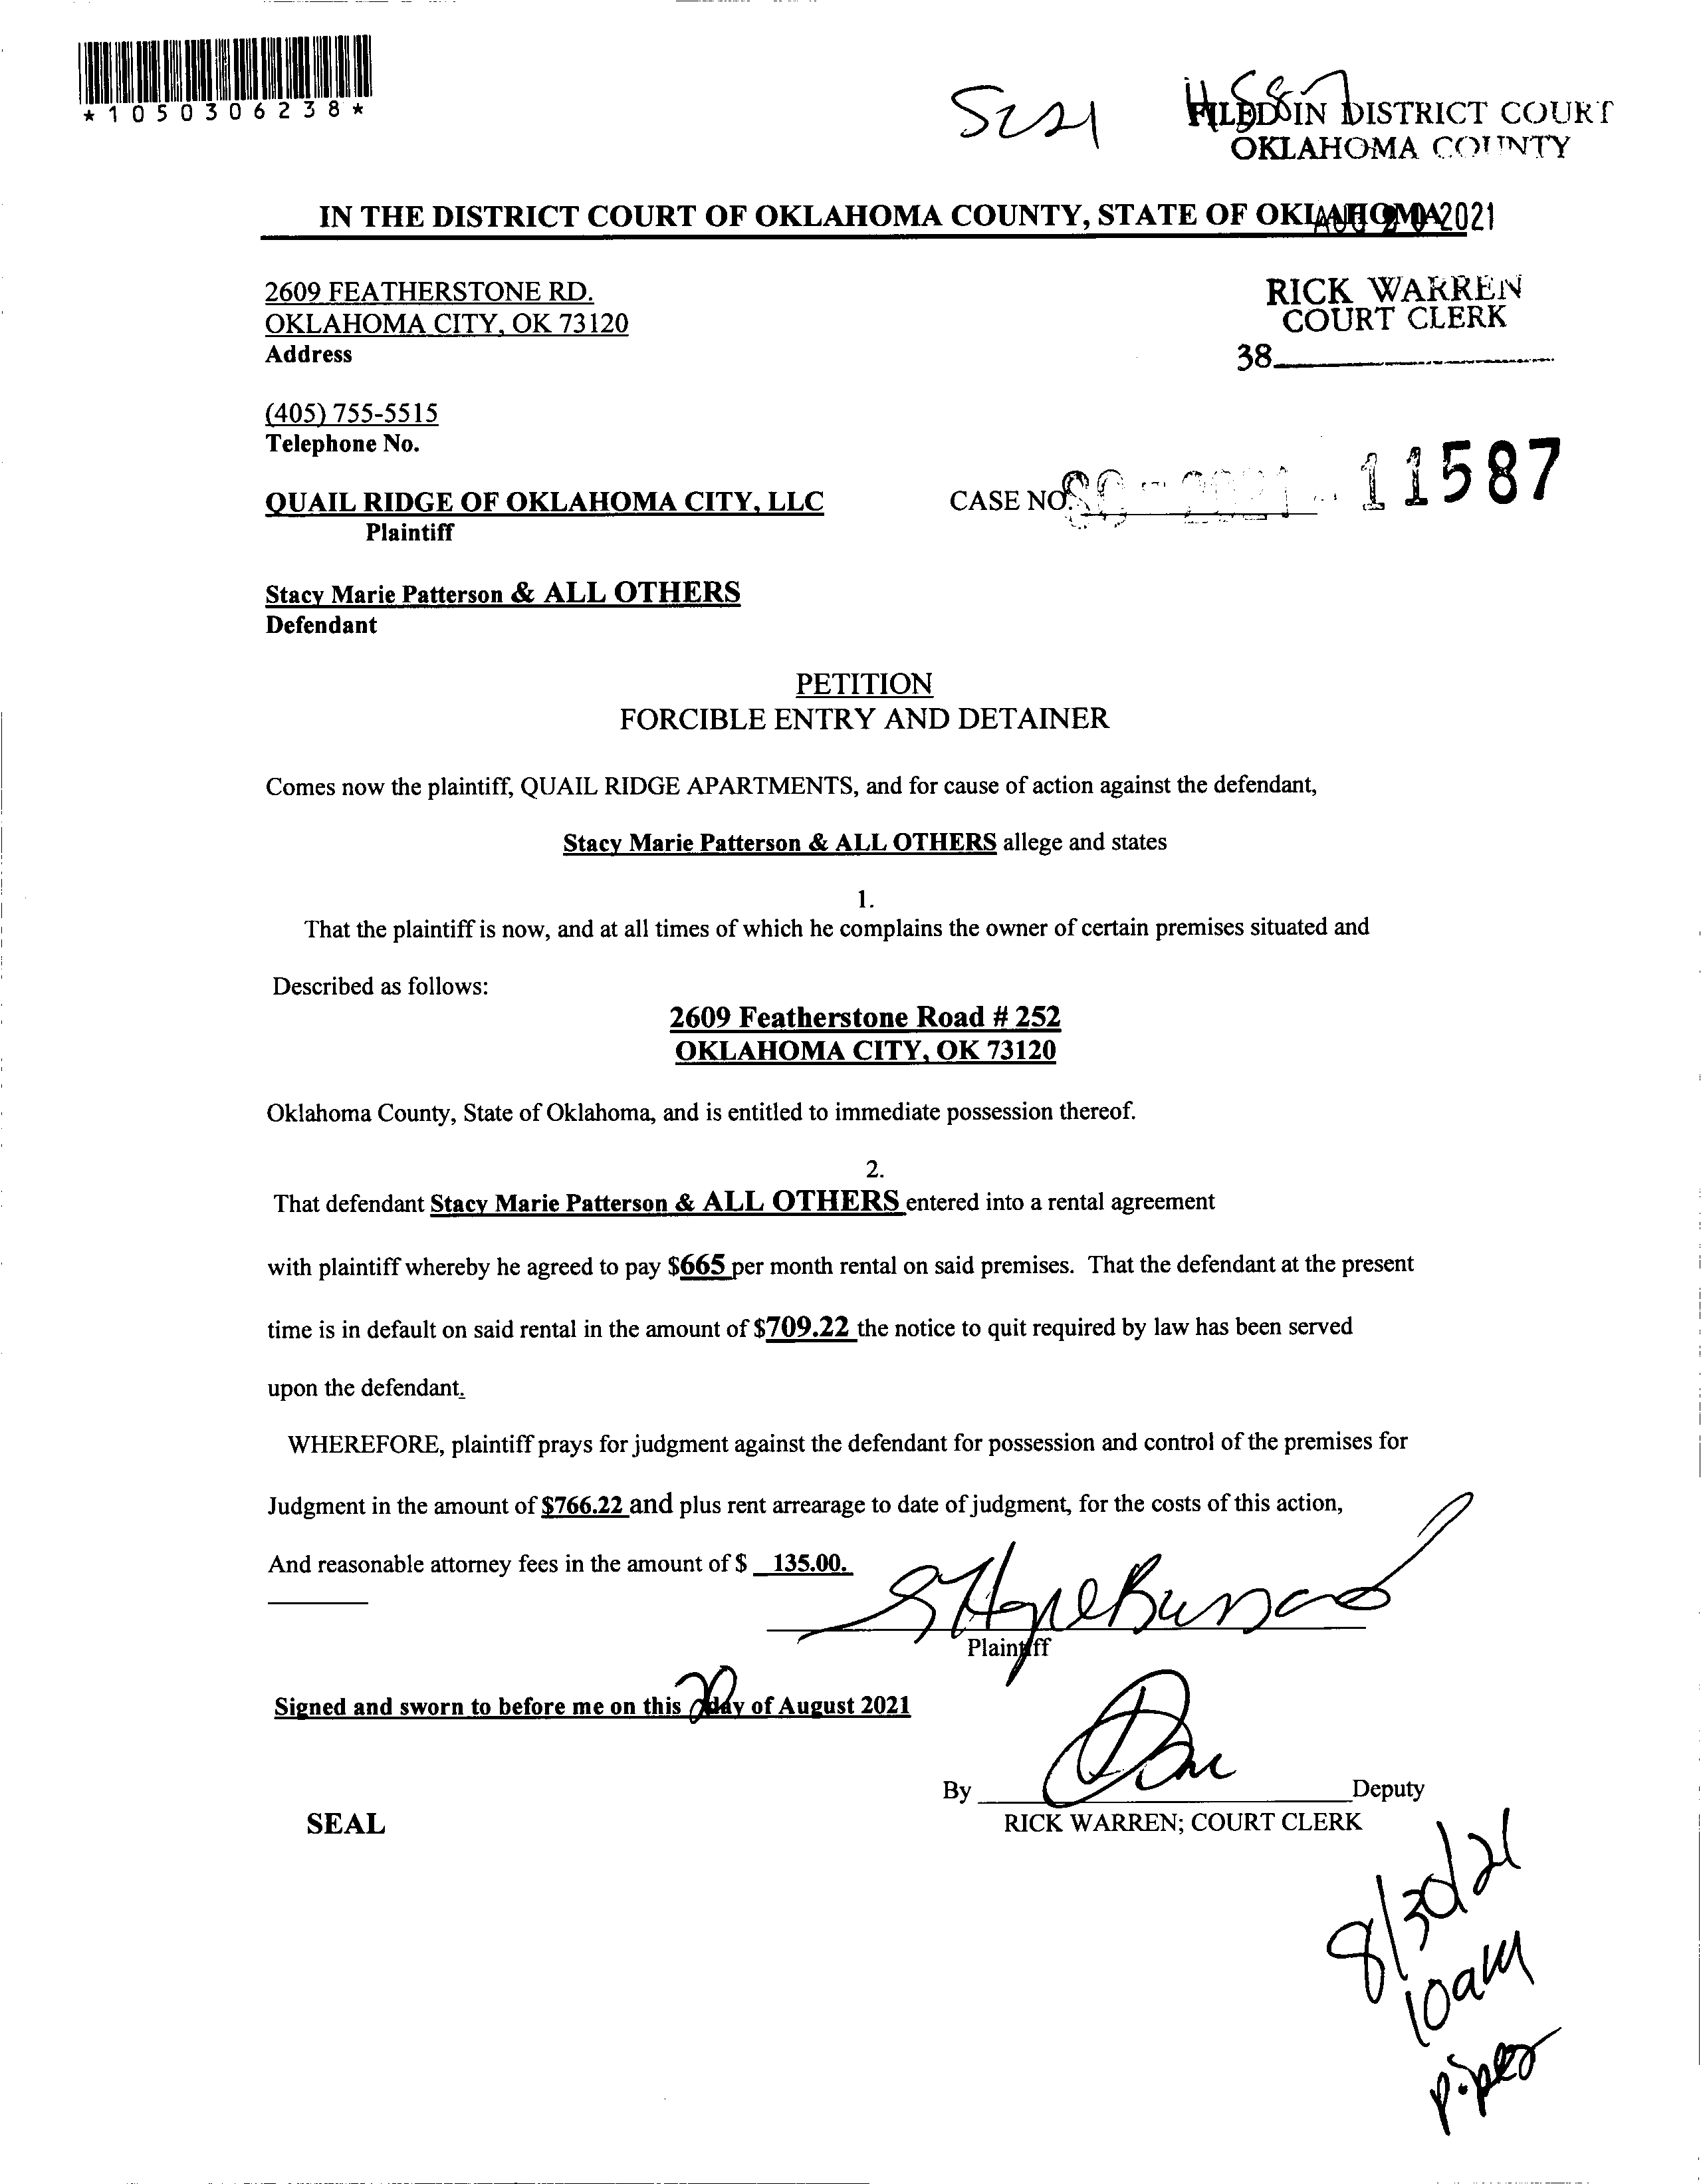 *1050306238*
FILED IN DISTRICT COURT
OKLAHOMA COUNTY
IN THE DISTRICT COURT OF OKLAHOMA COUNTY, STATE OF OKLAHOMA
AUG 20 2021
2609 FEATHERSTONE RD.
OKLAHOMA CITY, OK 73120
Address
RICK WARREN
COURT CLERK
38
(405) 755-5515
Telephone No.
QUAIL RIDGE OF OKLAHOMA CITY, LLC
Plaintiff
CASE NO. SC - 2021 - 11587
Stacy Marie Patterson & ALL OTHERS
Defendant
PETITION
FORCIBLE ENTRY AND DETAINER
Comes now the plaintiff, QUAIL RIDGE APARTMENTS, and for cause of action against the defendant,
Stacy Marie Patterson & ALL OTHERS allege and states
1.
That the plaintiff is now, and at all times of which he complains the owner of certain premises situated and
Described as follows:
2609 Featherstone Road # 252
OKLAHOMA CITY, OK 73120
Oklahoma County, State of Oklahoma, and is entitled to immediate possession thereof.
2.
That defendant Stacy Marie Patterson & ALL OTHERS entered into a rental agreement
with plaintiff whereby he agreed to pay $665 per month rental on said premises. That the defendant at the present
time is in default on said rental in the amount of $709.22 the notice to quit required by law has been served
upon the defendant.
WHEREFORE, plaintiff prays for judgment against the defendant for possession and control of the premises for
Judgment in the amount of $766.22 and plus rent arrearage to date of judgment, for the costs of this action,
And reasonable attorney fees in the amount of $ 135.00.
Plaintiff
Signed and sworn to before me on this 20 day of August 2021
By Deputy
RICK WARREN; COURT CLERK
SEAL
8/30/21
10am